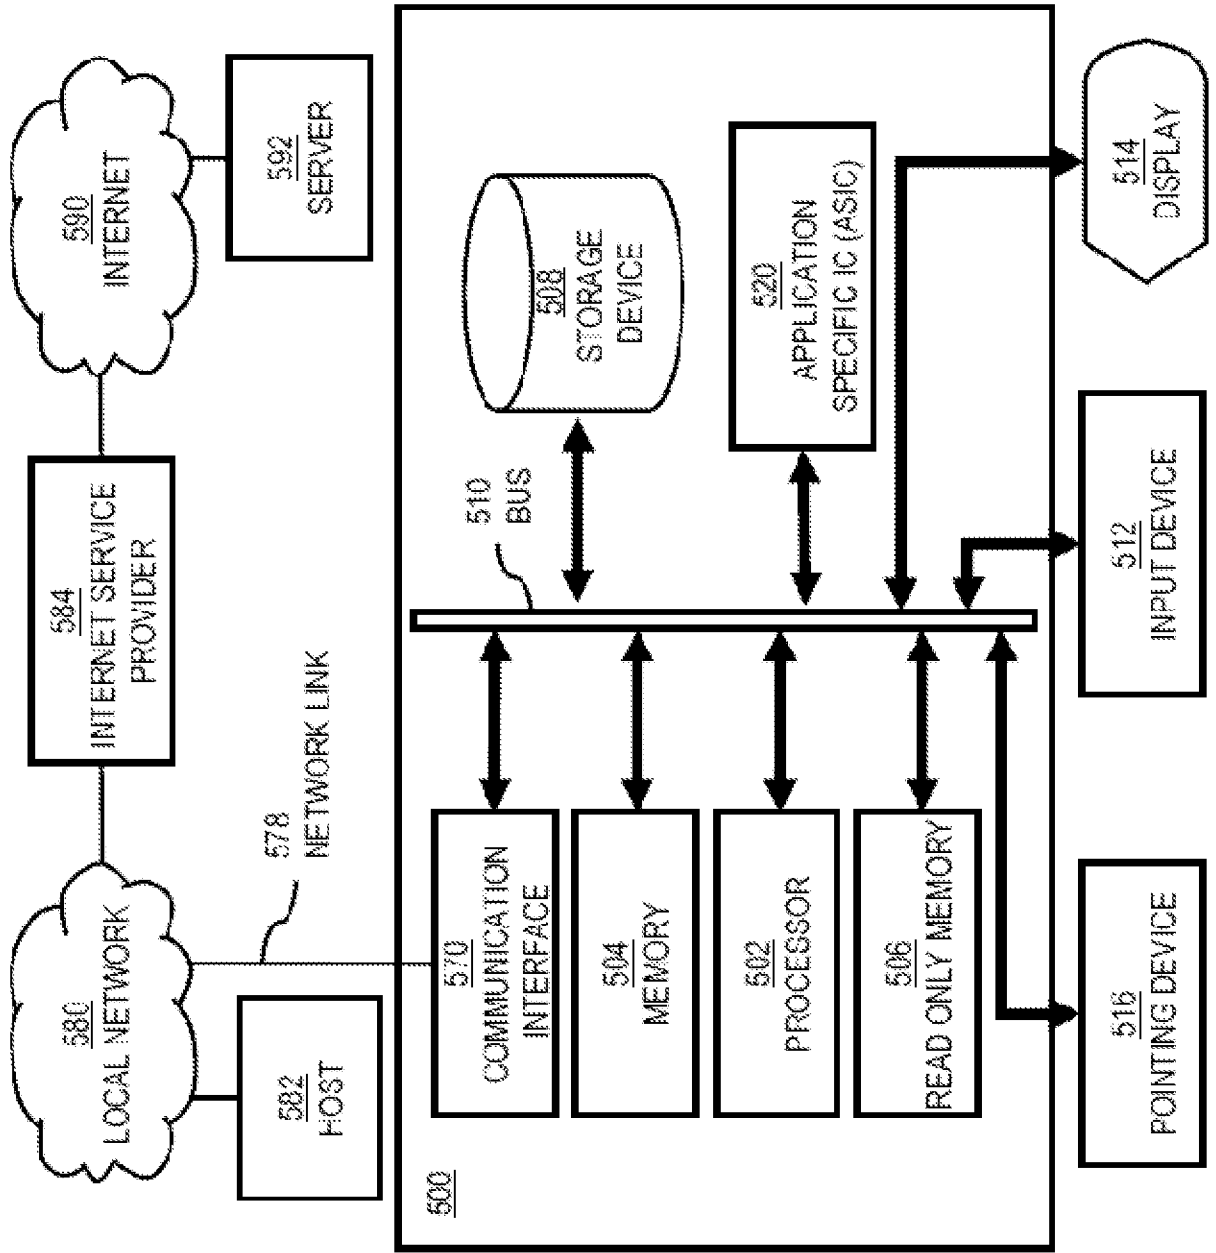 580
LOCAL NETWORK
584
INTERNET SERVICE
PROVIDER
590
INTERNET
582
HOST
578
NETWORK LINK
592
SERVER
500
570
COMMUNICATION
INTERFACE
504
MEMORY
502
PROCESSOR
506
READ ONLY MEMORY
510
BUS
508
STORAGE
DEVICE
520
APPLICATION
SPECIFIC IC (ASIC)
516
POINTING DEVICE
512
INPUT DEVICE
514
DISPLAY